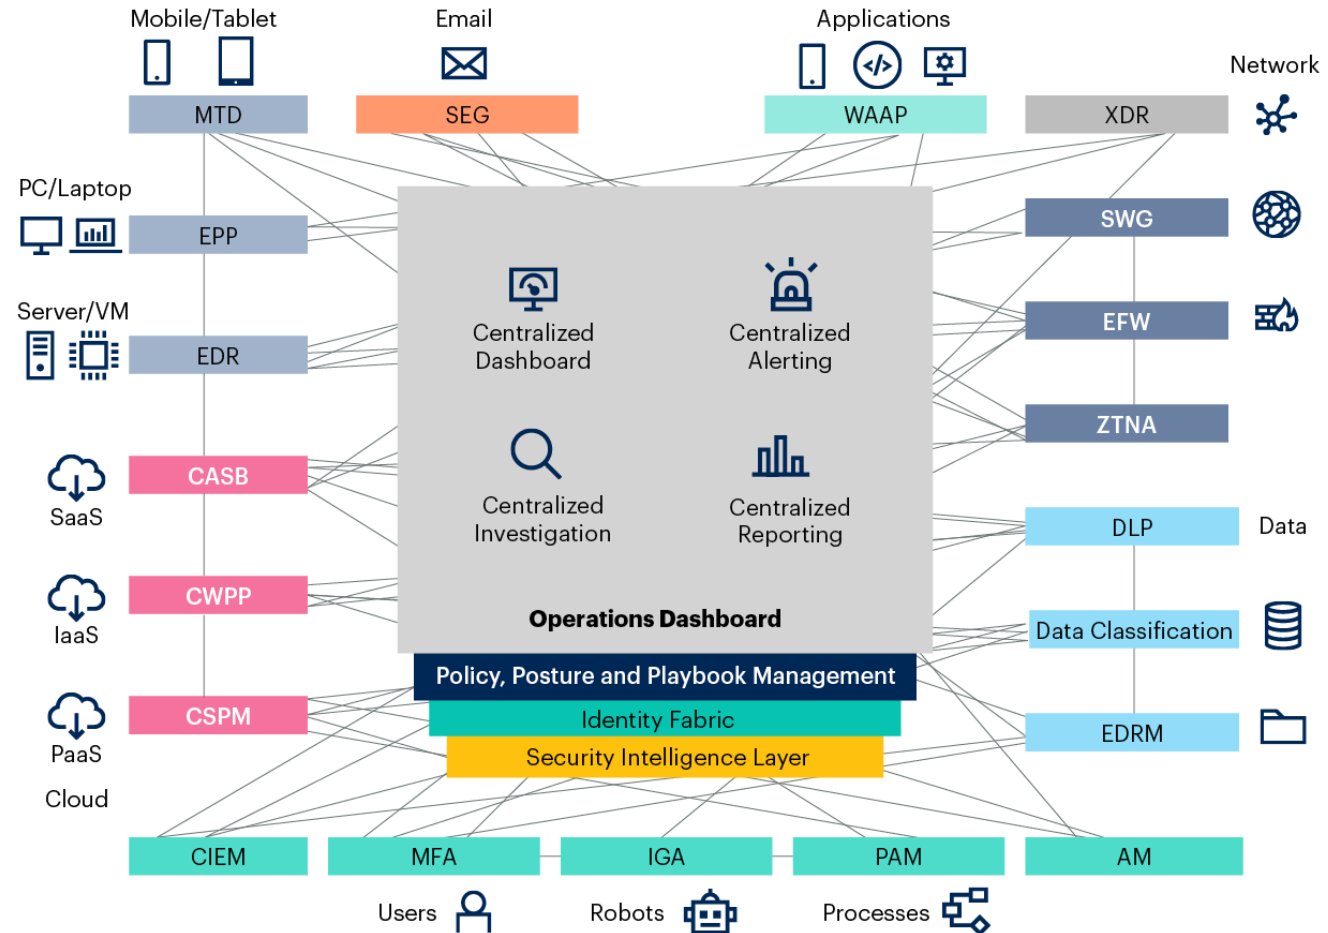 Mobile/Tablet
Email
Applications
Network
MTD
SEG
WAAP
XDR
PC/Laptop
EPP
SWG
Server/VM
EDR
EFW
Centralized
Dashboard
Centralized
Alerting
ZTNA
CASB
SaaS
Centralized
Investigation
Centralized
Reporting
DLP
Data
CWPP
IaaS
Operations Dashboard
Data Classification
Policy, Posture and Playbook Management
CSPM
Identity Fabric
EDRM
PaaS
Security Intelligence Layer
Cloud
CIEM
MFA
IGA
PAM
AM
Users
Robots
Processes